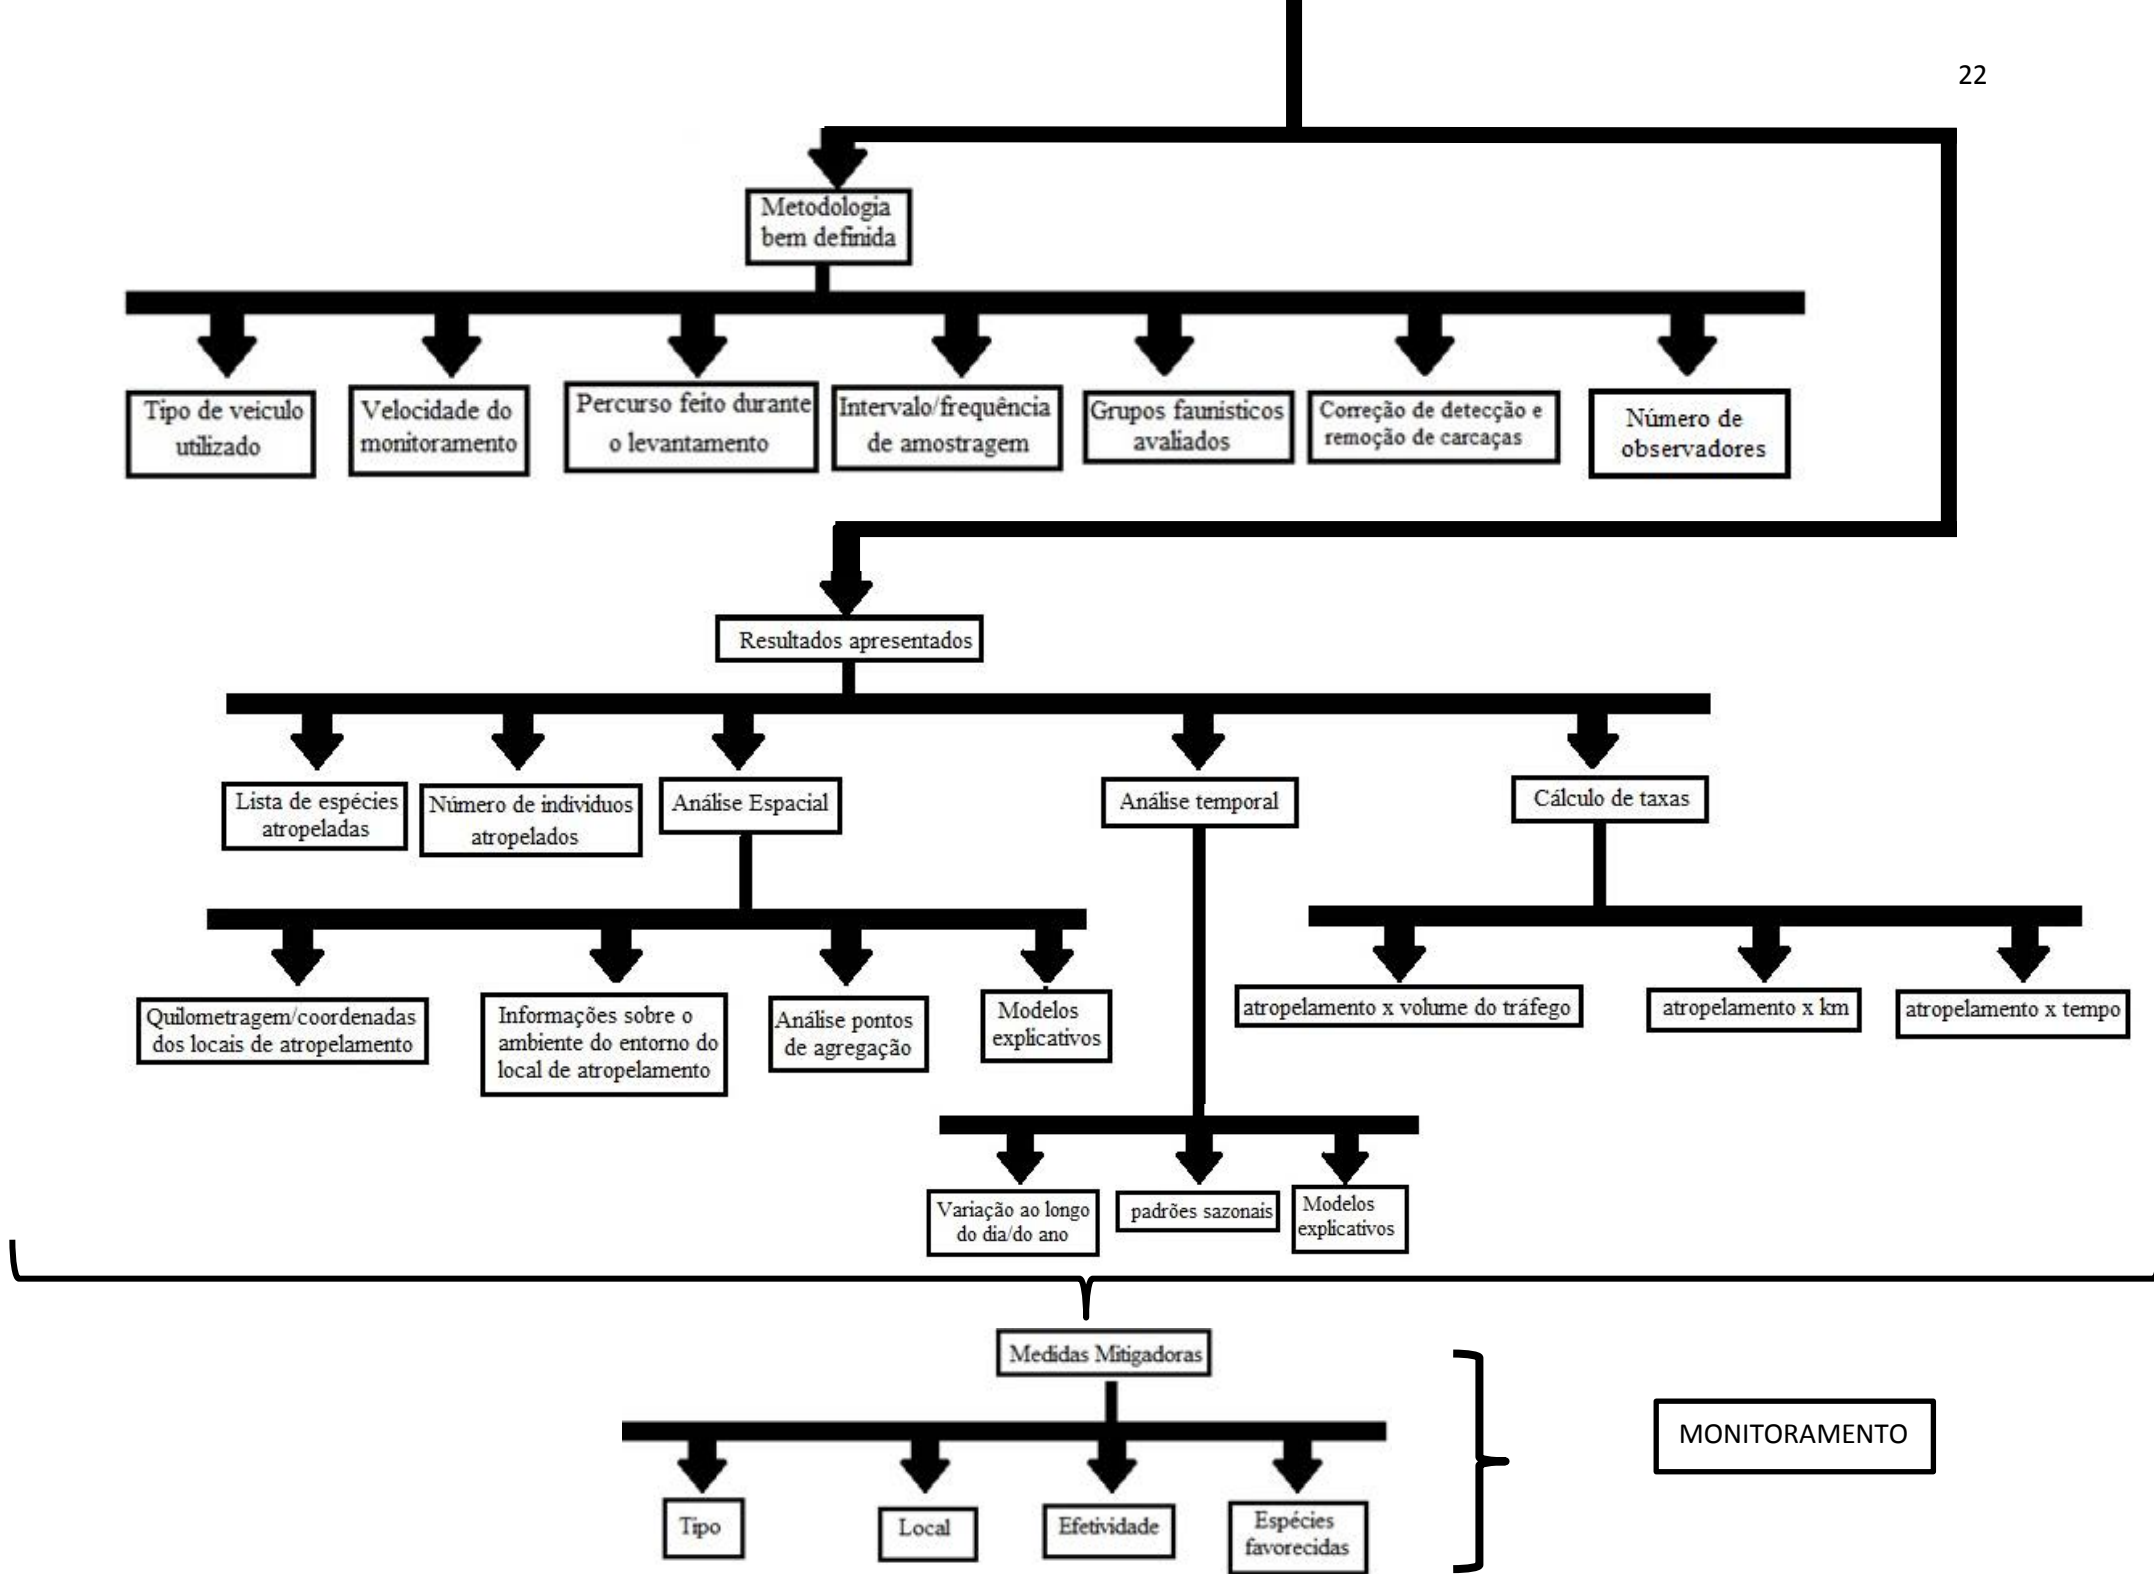 22
Metodologia
bem definida
Tipo de veiculo
utilizado
Velocidade do
monitoramento
Percurso feito durante
o levantamento
Intervalo/frequência
de amostragem
Grupos faunisticos
avaliados
Correção de detecção e
remoção de carcaças
Número de
observadores
Resultados apresentados
Lista de espécies
atropeladas
Número de individuos
atropelados
Análise Espacial
Análise temporal
Cálculo de taxas
Quilometragem/coordenadas
dos locais de atropelamento
Informações sobre o
ambiente do entorno do
local de atropelamento
Análise pontos
de agregação
Modelos
explicativos
atropelamento x volume do tráfego
atropelamento x km
atropelamento x tempo
Variação ao longo
do dia/do ano
padrões sazonais
Modelos
explicativos
Medidas Mitigadoras
MONITORAMENTO
Tipo
Local
Efetividade
Espécies
favorecidas